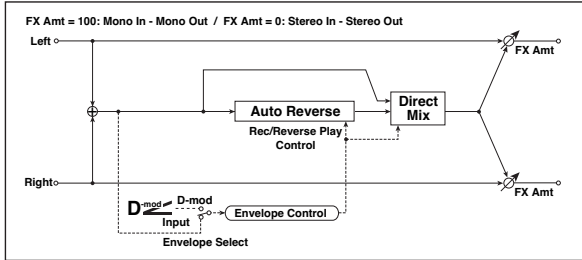 FX Amt = 100: Mono In - Mono Out / FX Amt = 0: Stereo In - Stereo Out
Left
FX Amt
Auto Reverse
Direct
Mix
Rec/Reverse Play
Control
Right
FX Amt
D-mod
D-mod
Input
Envelope Control
Envelope Select